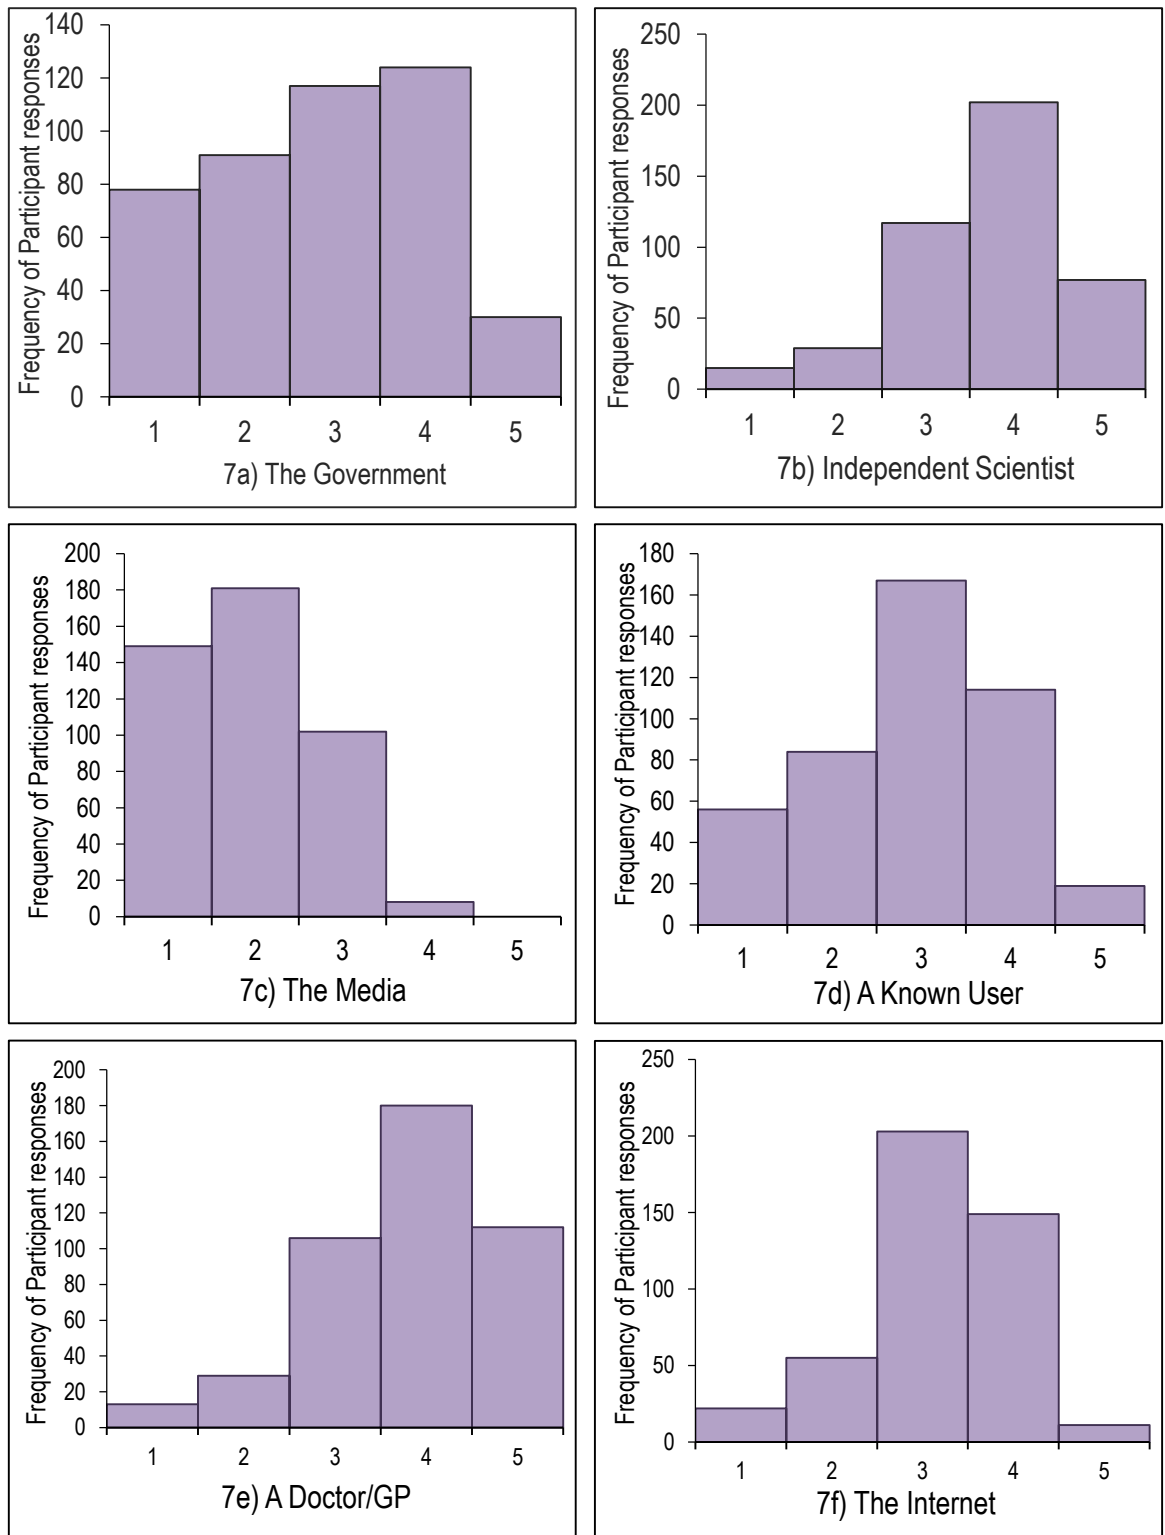 Frequency of Participant responses
140
120
100
80
60
40
20
0
1 2 3 4 5
7a) The Government
Frequency of Participant responses
250
200
150
100
50
0
1 2 3 4 5
7b) Independent Scientist
Frequency of Participant responses
200
180
160
140
120
100
80
60
40
20
0
1 2 3 4 5
7c) The Media
Frequency of Participant responses
180
160
140
120
100
80
60
40
20
0
1 2 3 4 5
7d) A Known User
Frequency of Participant responses
200
180
160
140
120
100
80
60
40
20
0
1 2 3 4 5
7e) A Doctor/GP
Frequency of Participant responses
250
200
150
100
50
0
1 2 3 4 5
7f) The Internet